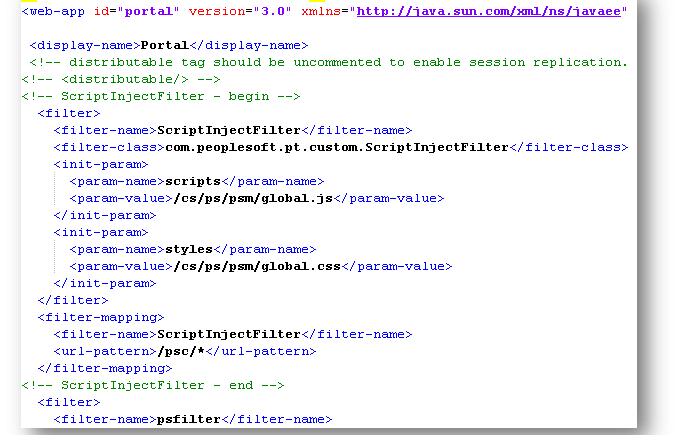 <web-app id="portal" version="3.0" xmlns="http://java.sun.com/xml/ns/javaee"
<display-name>Portal</display-name>
<!-- distributable tag should be uncommented to enable session replication.
<!-- <distributable/> -->
<!-- ScriptInjectFilter - begin -->
<filter>
<filter-name>ScriptInjectFilter</filter-name>
<filter-class>com.peoplesoft.pt.custom.ScriptInjectFilter</filter-class>
<init-param>
<param-name>scripts</param-name>
<param-value>/cs/ps/psm/global.js</param-value>
</init-param>
<init-param>
<param-name>styles</param-name>
<param-value>/cs/ps/psm/global.css</param-value>
</init-param>
</filter>
<filter-mapping>
<filter-name>ScriptInjectFilter</filter-name>
<url-pattern>/psc/*</url-pattern>
</filter-mapping>
<!-- ScriptInjectFilter - end -->
<filter>
<filter-name>psfilter</filter-name>